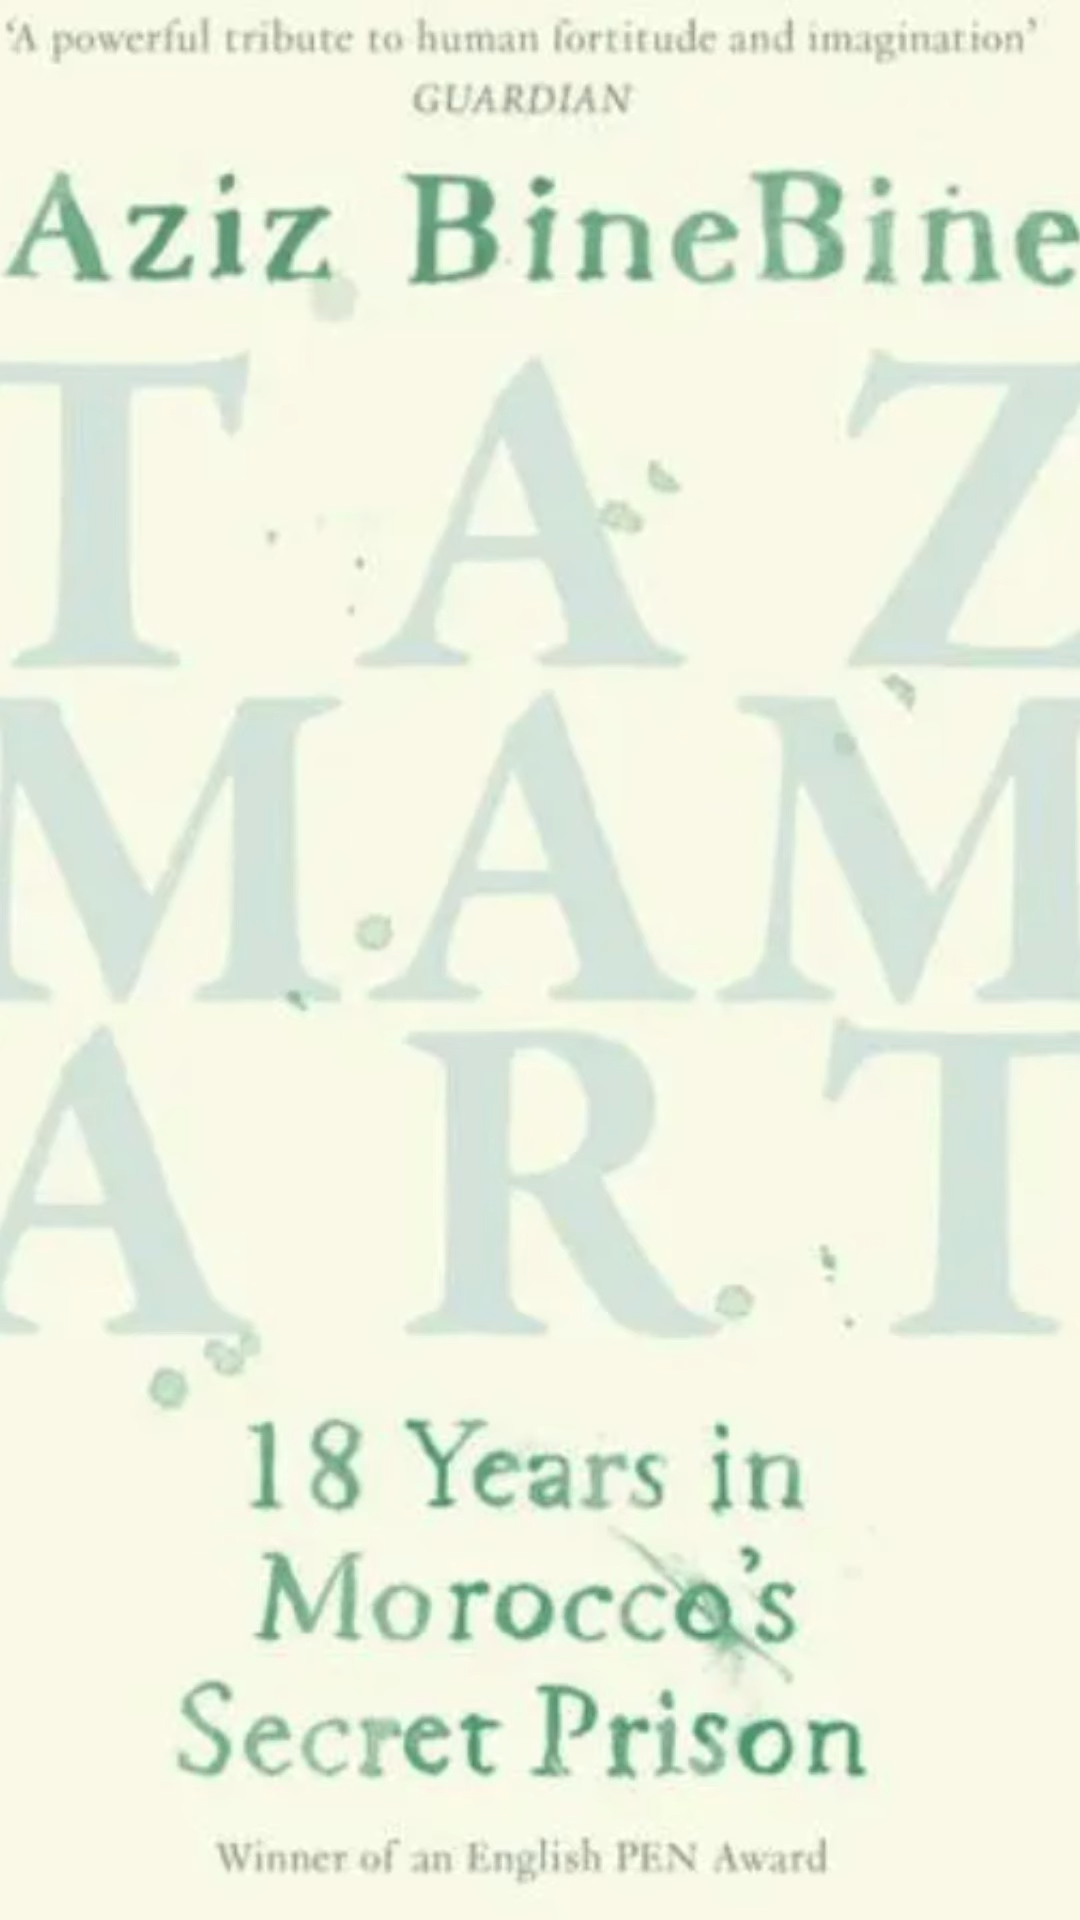 ‘A powerful tribute to human fortitude and imagination’
GUARDIAN
Aziz BineBine
TAZ
MAM
ART
18 Years in
Morocco’s
Secret Prison
Winner of an English PEN Award